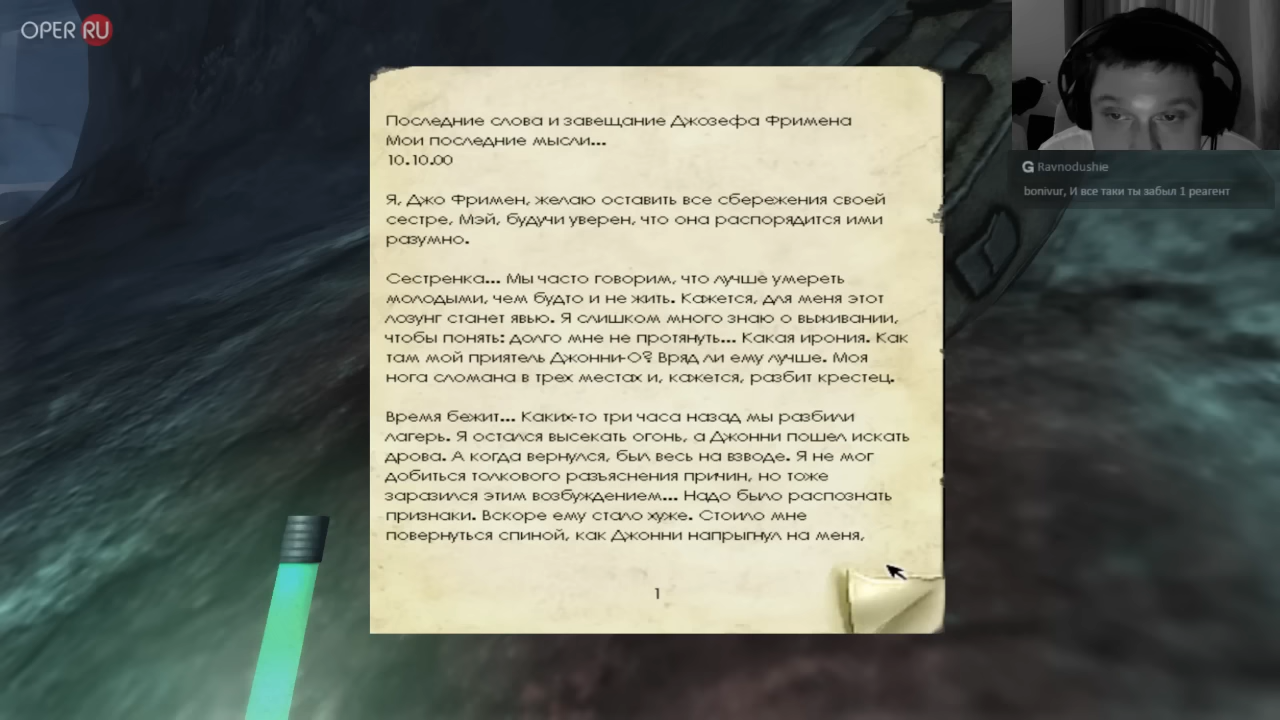 OPER RU
Последние слова и завещание Джозефа Фримена
Мои последние мысли...
10.10.00
Я, Джо Фримен, желаю оставить все сбережения своей
сестре, Мэй, будучи уверен, что она распорядится ими
разумно.
Сестренка... Мы часто говорим, что лучше умереть
молодыми, чем будто и не жить. Кажется, для меня этот
лозунг станет явью. Я слишком много знаю о выживании,
чтобы понять: долго мне не протянуть... Какая ирония. Как
там мой приятель Джонни-О? Вряд ли ему лучше. Моя
нога сломана в трех местах и, кажется, разбит крестец.
Время бежит... Каких-то три часа назад мы разбили
лагерь. Я остался высекать огонь, а Джонни пошел искать
дрова. А когда вернулся, был весь на взводе. Я не мог
добиться толкового разъяснения причин, но тоже
заразился этим возбуждением... Надо было распознать
признаки. Вскоре ему стало хуже. Стоило мне
повернуться спиной, как Джонни напрыгнул на меня,
1
G Ravnodushie
bonivur, И все таки ты забыл 1 реагент